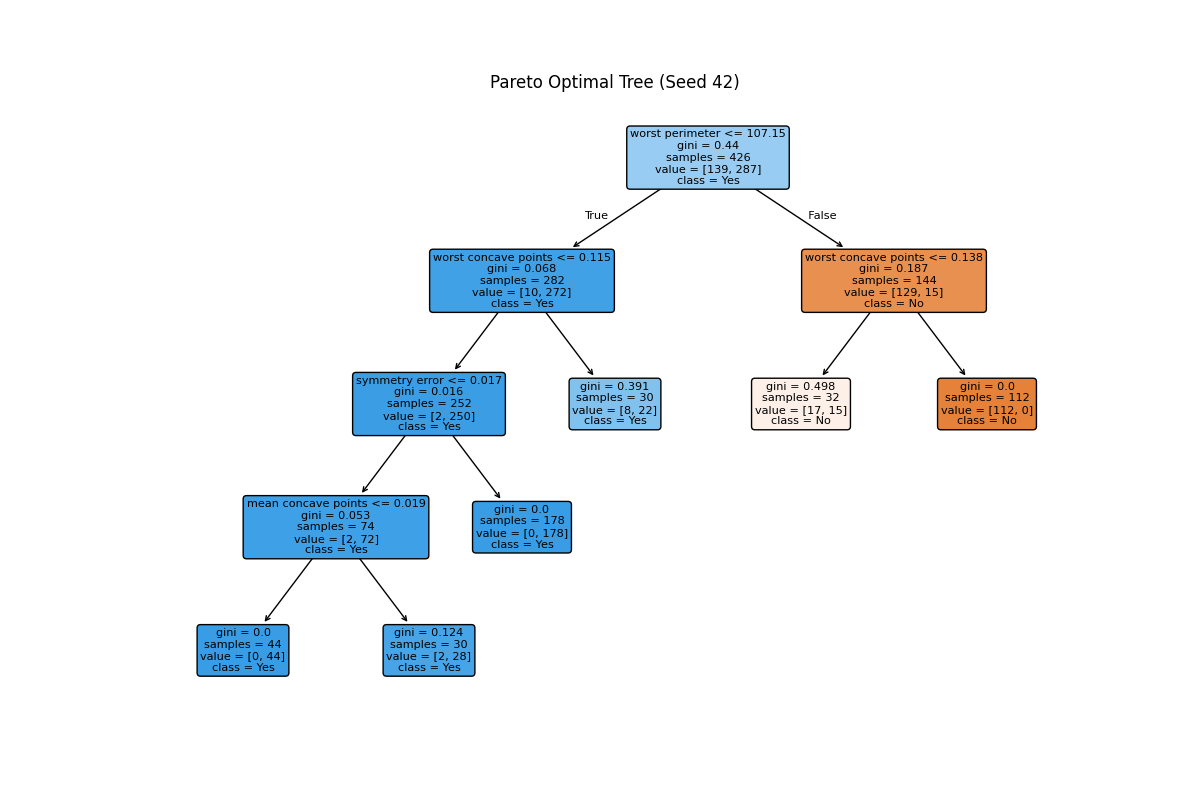 Pareto Optimal Tree (Seed 42)
worst perimeter <= 107.15
gini = 0.44
samples = 426
value = [139, 287]
class = Yes
True
False
worst concave points <= 0.115
gini = 0.068
samples = 282
value = [10, 272]
class = Yes
worst concave points <= 0.138
gini = 0.187
samples = 144
value = [129, 15]
class = No
symmetry error <= 0.017
gini = 0.016
samples = 252
value = [2, 250]
class = Yes
gini = 0.391
samples = 30
value = [8, 22]
class = Yes
gini = 0.498
samples = 32
value = [17, 15]
class = No
gini = 0.0
samples = 112
value = [112, 0]
class = No
mean concave points <= 0.019
gini = 0.053
samples = 74
value = [2, 72]
class = Yes
gini = 0.0
samples = 178
value = [0, 178]
class = Yes
gini = 0.0
samples = 44
value = [0, 44]
class = Yes
gini = 0.124
samples = 30
value = [2, 28]
class = Yes